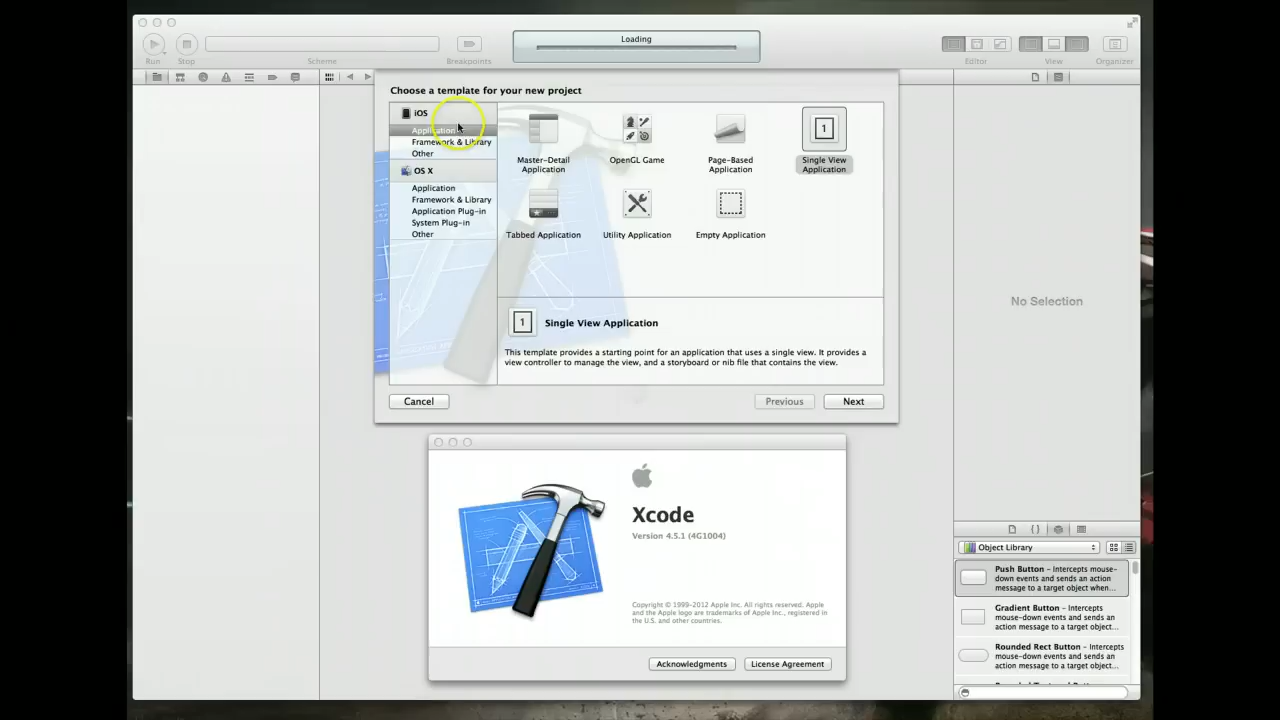 Loading
Run
Stop
Scheme
Breakpoints
Editor
View
Organizer
Choose a template for your new project
iOS
Application
Framework & Library
Other
OS X
Application
Framework & Library
Application Plug-in
System Plug-in
Other
Master-Detail
Application
OpenGL Game
Page-Based
Application
1
Single View
Application
Tabbed Application
Utility Application
Empty Application
1
Single View Application
This template provides a starting point for an application that uses a single view. It provides a
view controller to manage the view, and a storyboard or nib file that contains the view.
Cancel
Previous
Next
No Selection
Xcode
Version 4.5.1 (4G1004)
Copyright © 1999-2012 Apple Inc. All rights reserved. Apple
and the Apple logo are trademarks of Apple Inc., registered in
the U.S. and other countries.
Acknowledgments
License Agreement
{ }
Object Library
Push Button - Intercepts mouse-
down events and sends an action
message to a target object when...
Gradient Button - Intercepts
mouse-down events and sends an
action message to a target object...
Rounded Rect Button - Intercepts
mouse-down events and sends an
action message to a target object...